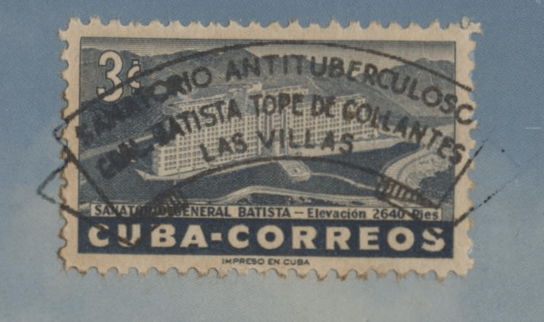 3¢
SANATORIO ANTITUBERCULOSO
GRAL. BATISTA TOPE DE COLLANTES
LAS VILLAS
SANATORIO GENERAL BATISTA — Elevación 2640 Pies
CUBA-CORREOS
IMPRESO EN CUBA